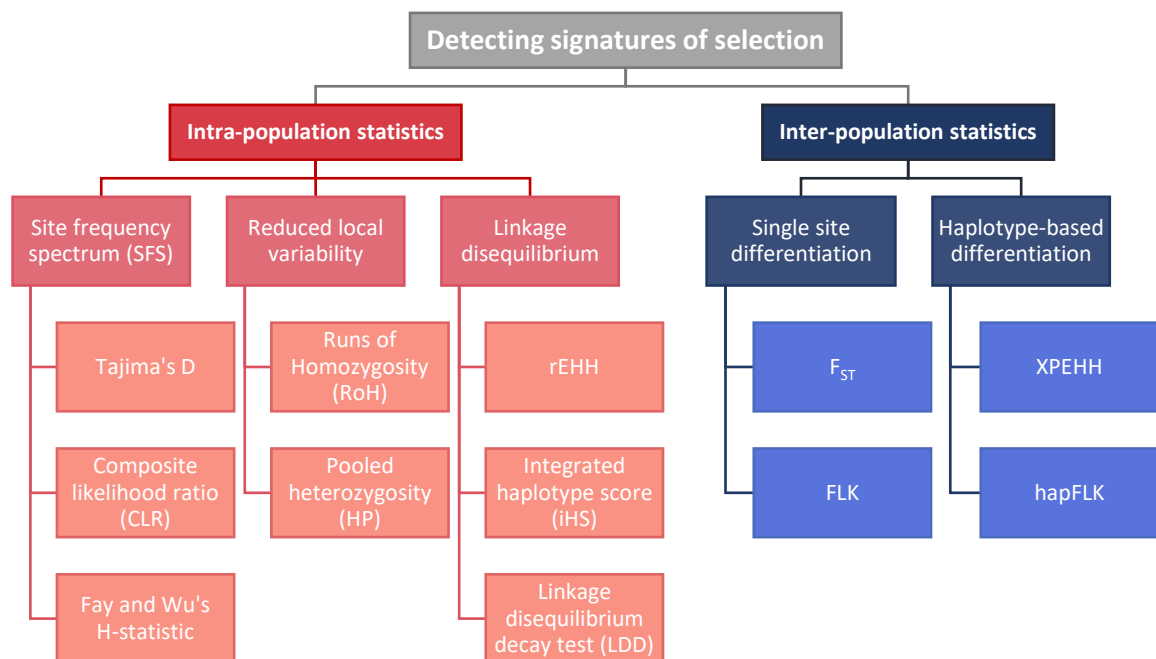 Detecting signatures of selection
Intra-population statistics
Inter-population statistics
Site frequency
spectrum (SFS)
Reduced local
variability
Linkage
disequilibrium
Single site
differentiation
Haplotype-based
differentiation
Tajima's D
Runs of
Homozygosity
(RoH)
rEHH
FST
XPEHH
Composite
likelihood ratio
(CLR)
Pooled
heterozygosity
(HP)
Integrated
haplotype score
(iHS)
FLK
hapFLK
Fay and Wu's
H-statistic
Linkage
disequilibrium
decay test (LDD)